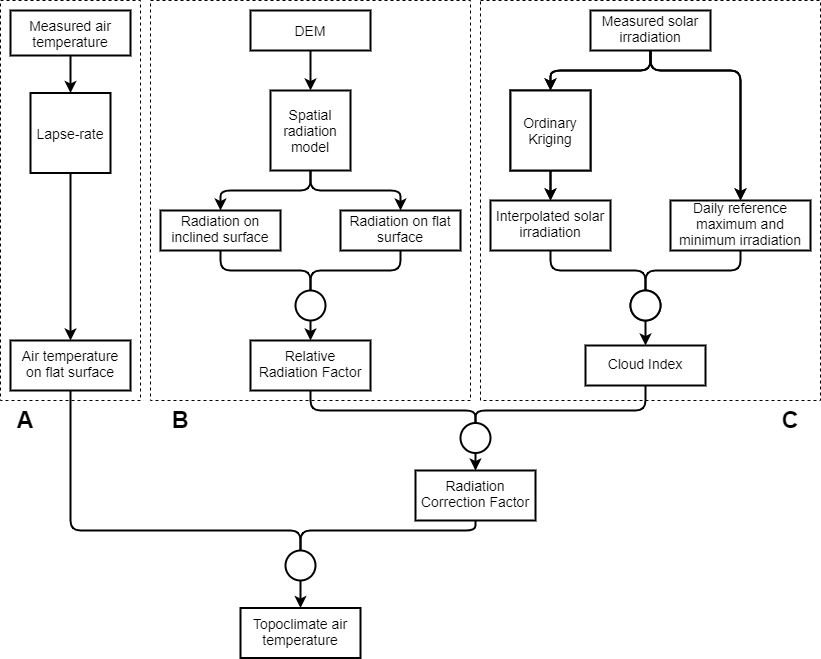 Measured air
temperature
Lapse-rate
Air temperature
on flat surface
A
DEM
Spatial
radiation
model
Radiation on
inclined surface
Radiation on flat
surface
Relative
Radiation Factor
B
Measured solar
irradiation
Ordinary
Kriging
Interpolated solar
irradiation
Daily reference
maximum and
minimum irradiation
Cloud Index
C
Radiation
Correction Factor
Topoclimate air
temperature